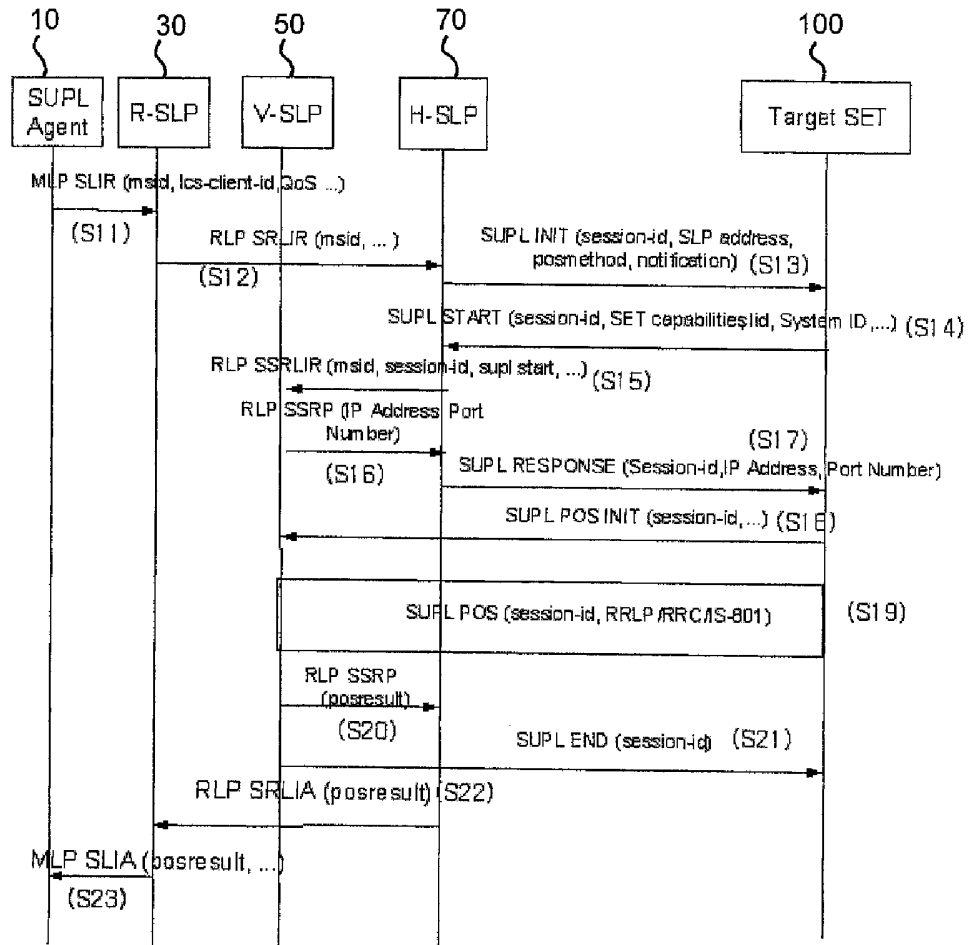 10 30 50 70 100
SUPL
Agent
R-SLP
V-SLP
H-SLP
Target SET
MLP SLIR (msid, lcs-client-id,QoS ...)
(S11)
RLP SRLIR (msid, ... )
(S12)
SUPL INIT (session-id, SLP address,
posmethod, notification) (S13)
SUPL START (session-id, SET capabilities, lid, System ID,...) (S14)
RLP SSRLIR (msid, session-id, supl start, ...) (S15)
RLP SSRP (IP Address, Port
Number)
(S16)
(S17)
SUPL RESPONSE (Session-id,IP Address, Port Number)
SUPL POS INIT (session-id, ...) (S18)
SUPL POS (session-id, RRLP/RRC/IS-801) (S19)
RLP SSRP
(posresult)
(S20)
SUPL END (session-id) (S21)
RLP SRLIA (posresult) (S22)
MLP SLIA (posresult, ...)
(S23)